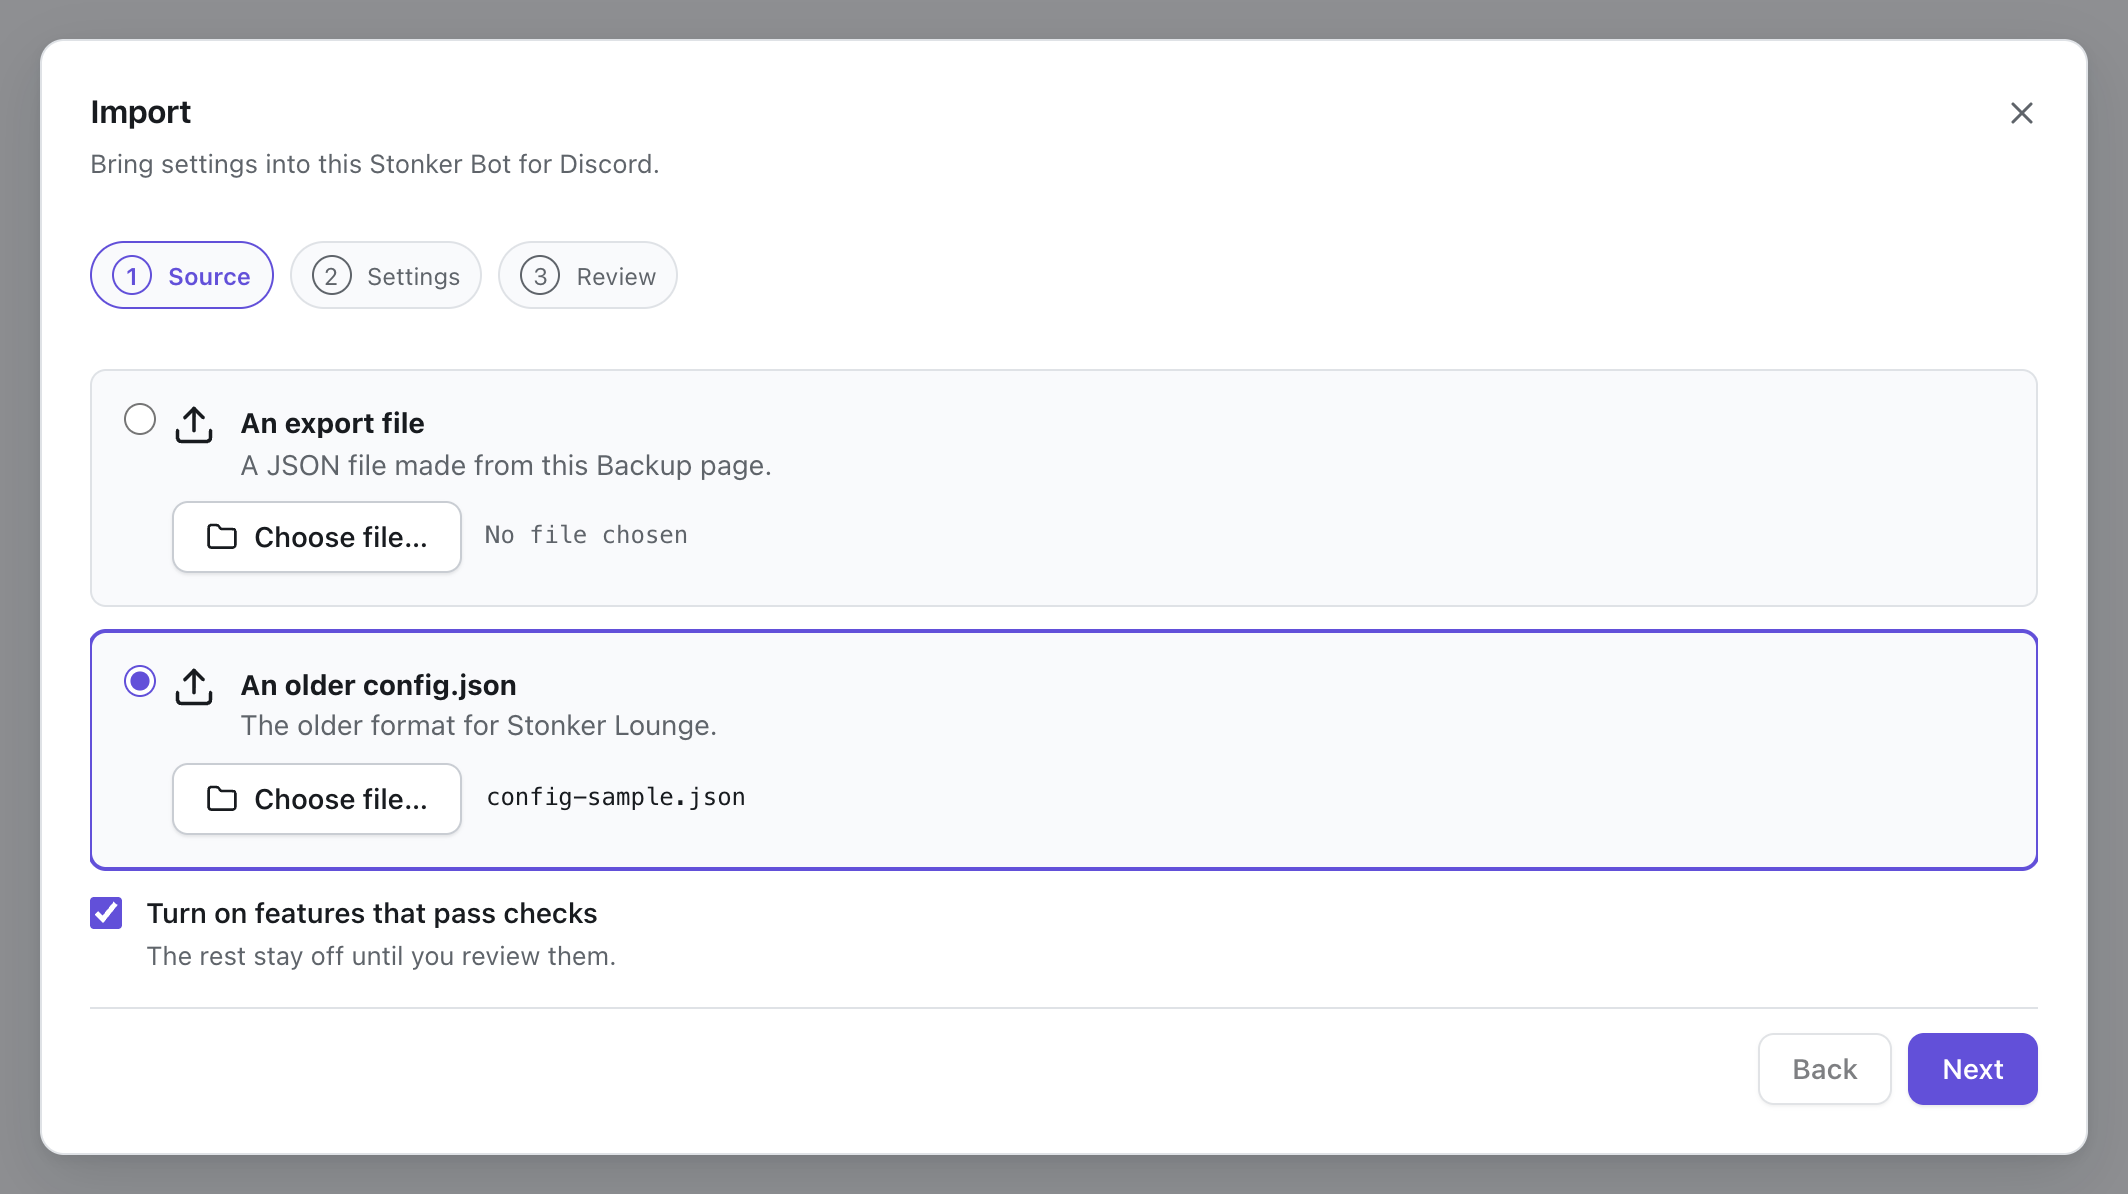 Import
Bring settings into this Stonker Bot for Discord.
1 Source
2 Settings
3 Review
An export file
A JSON file made from this Backup page.
Choose file...
No file chosen
An older config.json
The older format for Stonker Lounge.
Choose file...
config-sample.json
Turn on features that pass checks
The rest stay off until you review them.
Back
Next